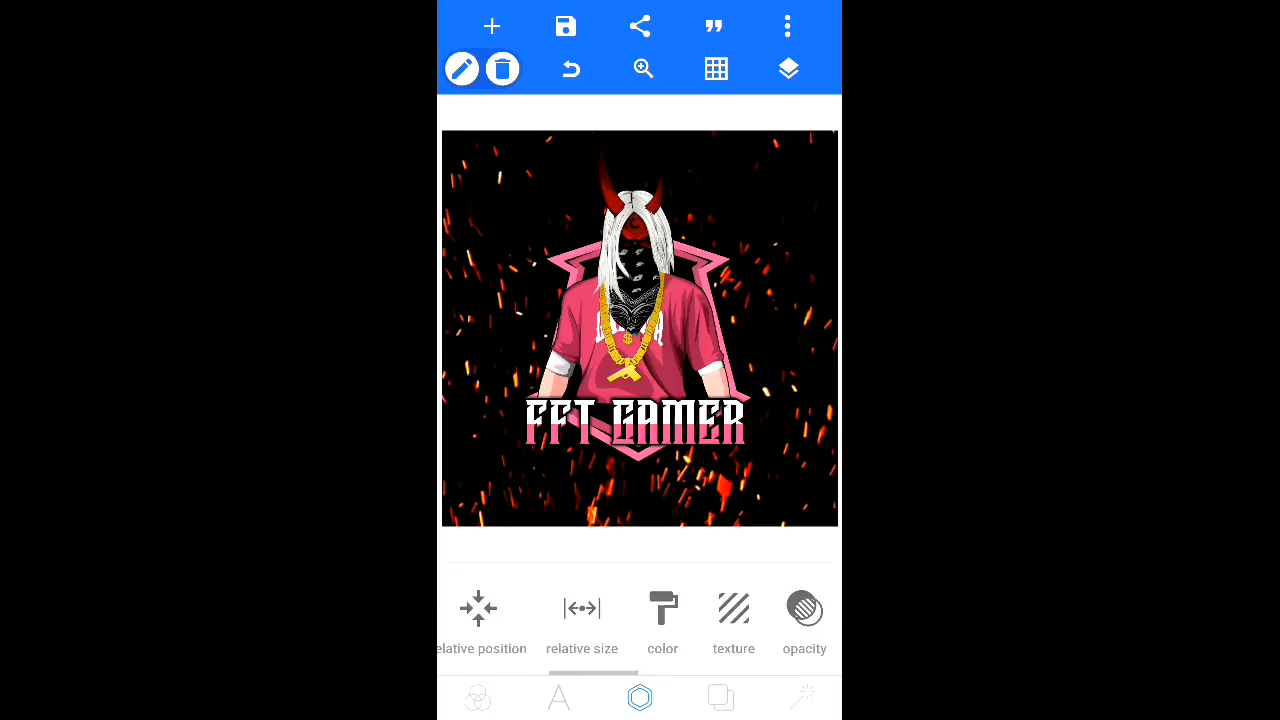 FFT GAMER
elative position
relative size
color
texture
opacity